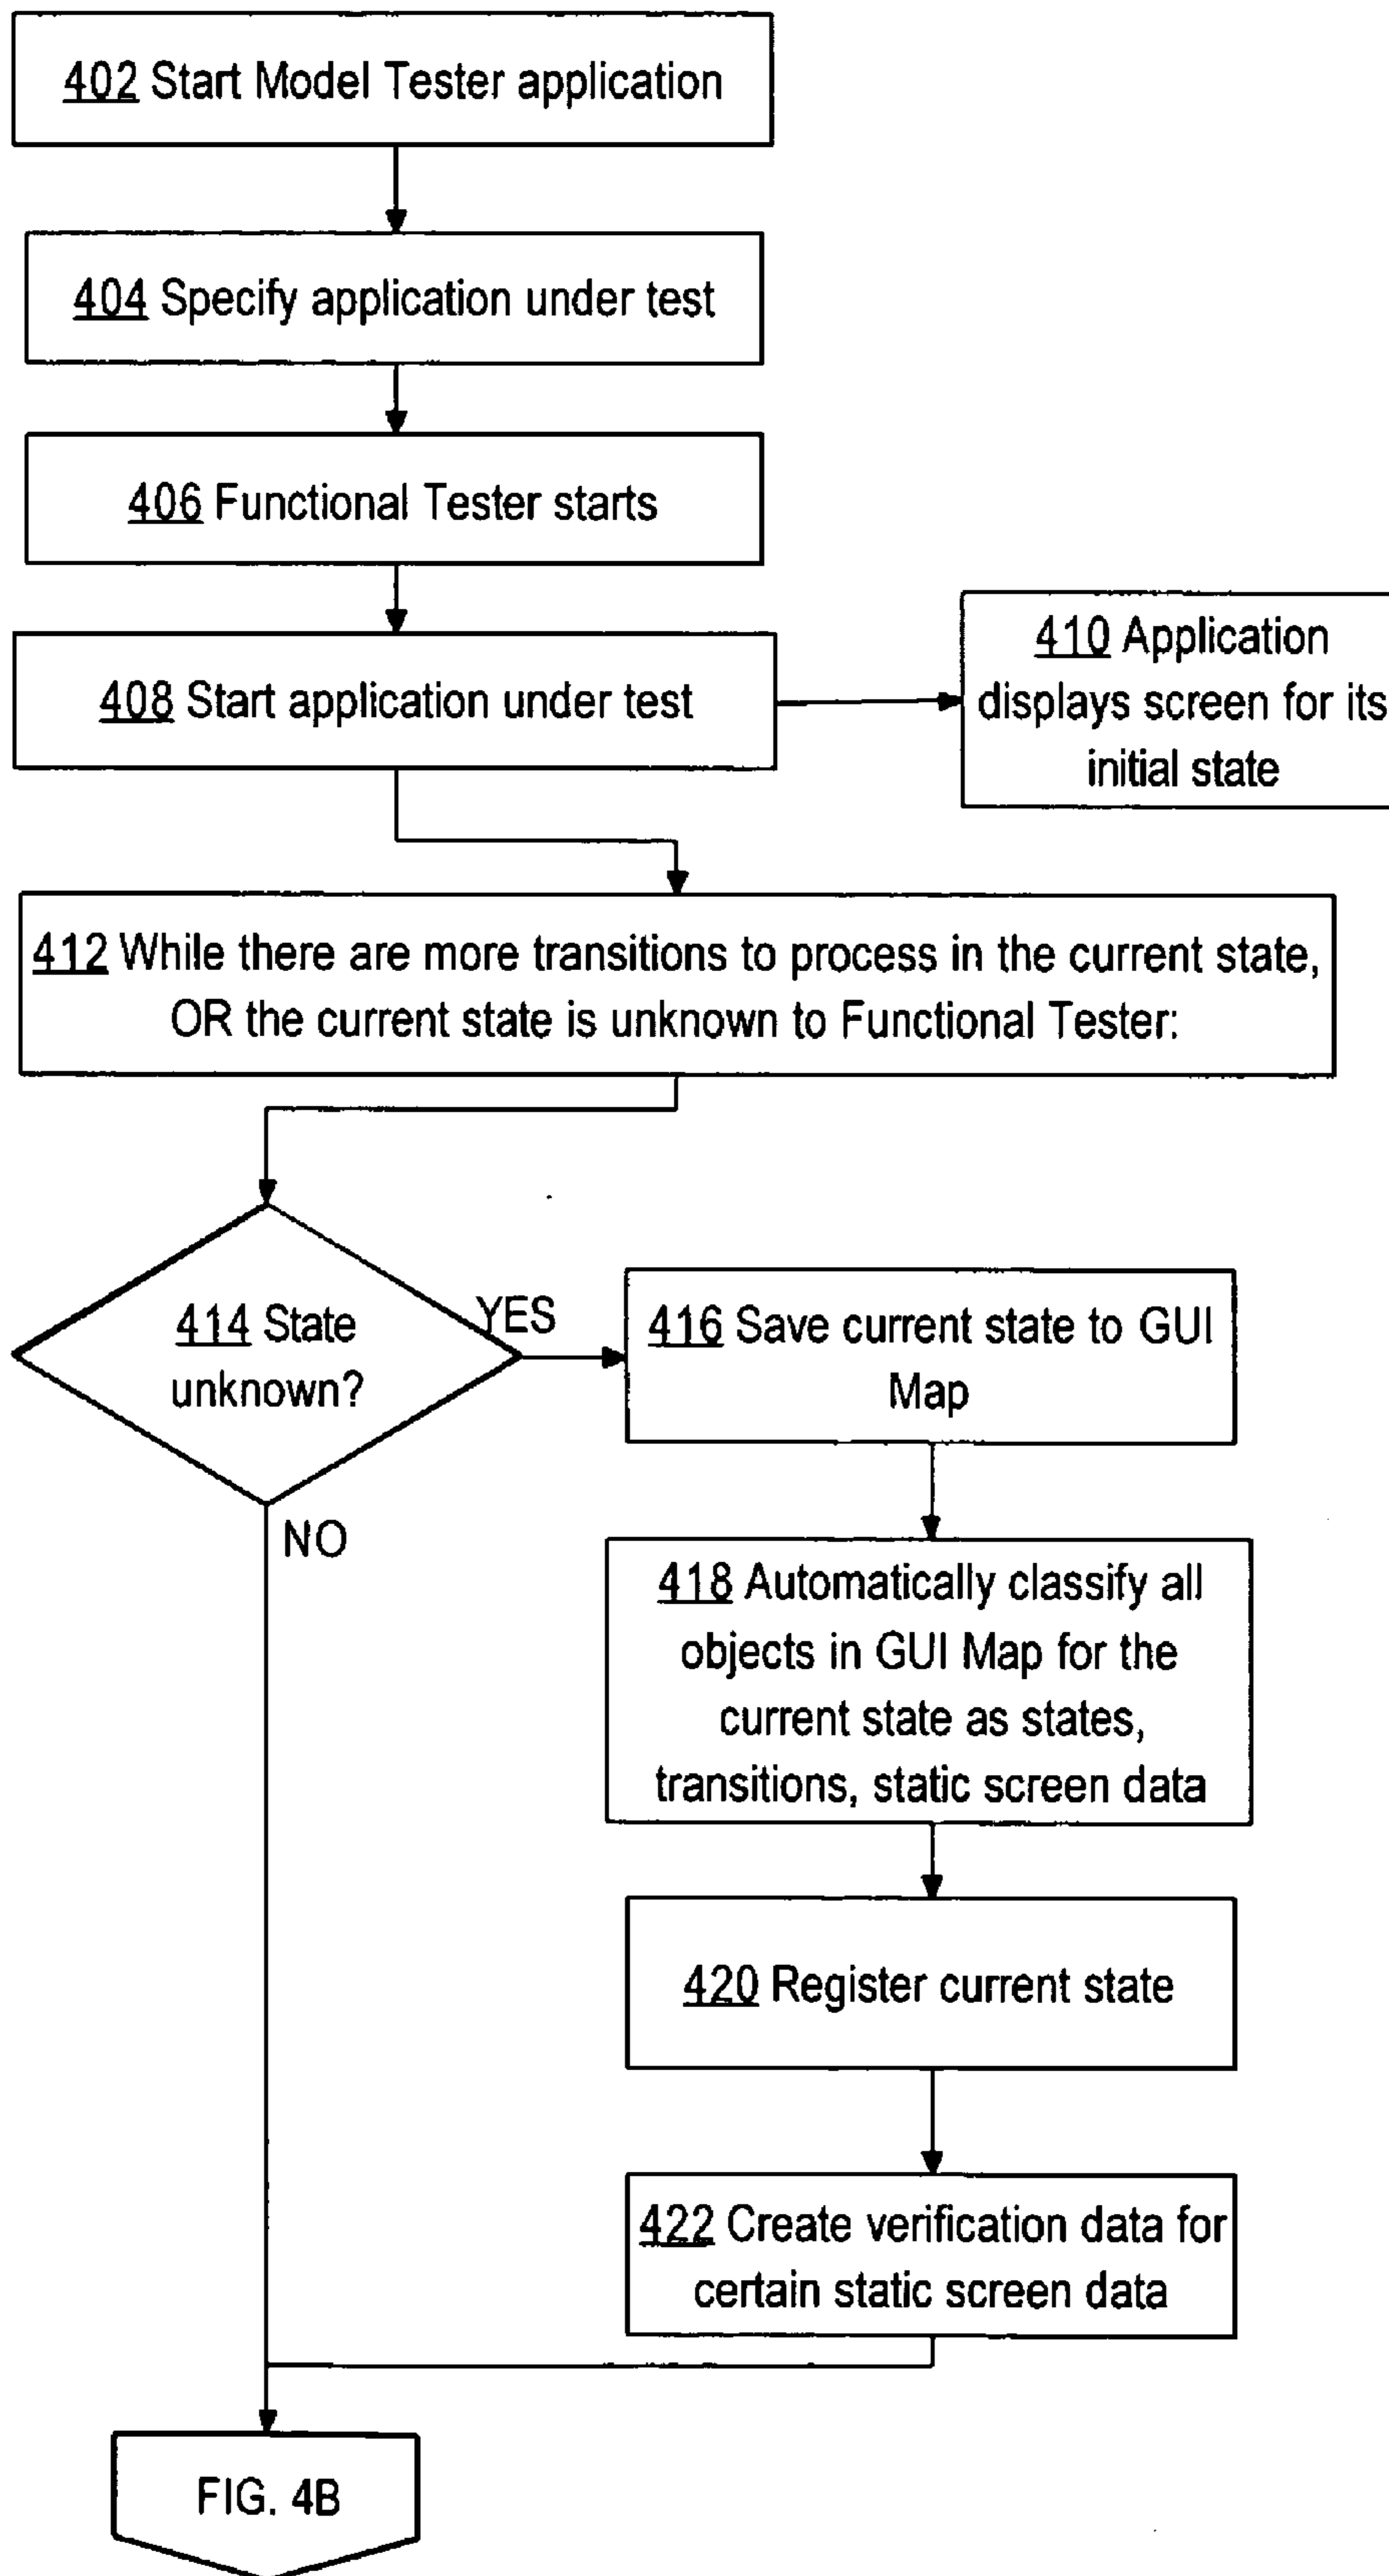 402 Start Model Tester application
404 Specify application under test
406 Functional Tester starts
408 Start application under test
410 Application
displays screen for its
initial state
412 While there are more transitions to process in the current state,
OR the current state is unknown to Functional Tester:
414 State
unknown?
YES
416 Save current state to GUI
Map
NO
418 Automatically classify all
objects in GUI Map for the
current state as states,
transitions, static screen data
420 Register current state
422 Create verification data for
certain static screen data
FIG. 4B